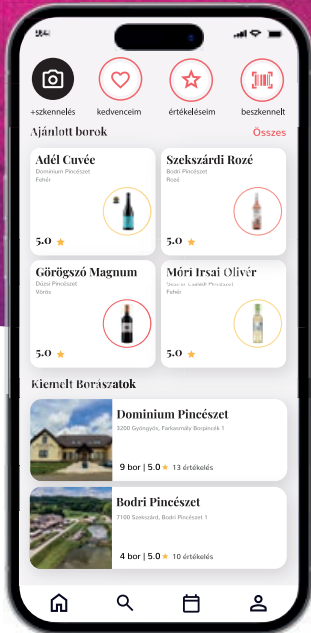 +szkennelés
kedvenceim
értékeléseim
beszkennelt
Ajánlott borok
Összes
Adél Cuvée
Dominium Pincészet
Fehér
5.0
Szekszárdi Rozé
Bodri Pincészet
Rozé
5.0
Görögszó Magnum
Dúzsi Pincészet
Vörös
5.0
Móri Irsai Olivér
Fehér
5.0
Kiemelt Borászatok
Dominium Pincészet
3200 Gyöngyös, Farkasmály Borpincék 1
9 bor | 5.0 13 értékelés
Bodri Pincészet
7100 Szekszárd, Bodri Pincészet 1
4 bor | 5.0 10 értékelés